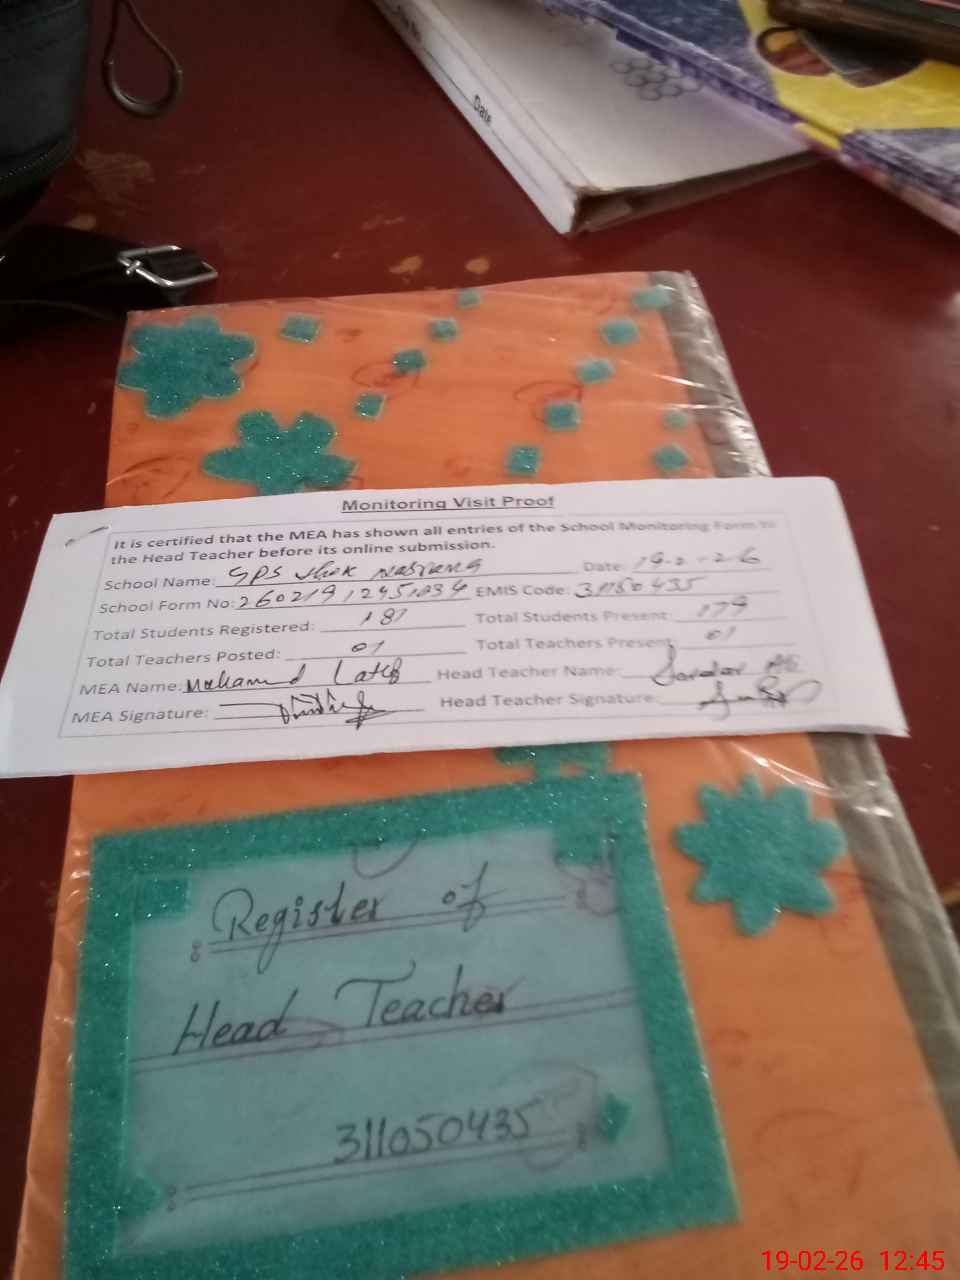 Date
Monitoring Visit Proof
It is certified that the MEA has shown all entries of the School Monitoring Form to
the Head Teacher before its online submission.
School Name: GPS Date: 19-2-26
School Form No: EMIS Code:
Total Students Registered: 181 Total Students Present: 179
Total Teachers Posted: 01 Total Teachers Present: 01
MEA Name: Muhammad Latif Head Teacher Name:
MEA Signature: Head Teacher Signature:
Register of
Head Teacher
311050435
19-02-26 12:45